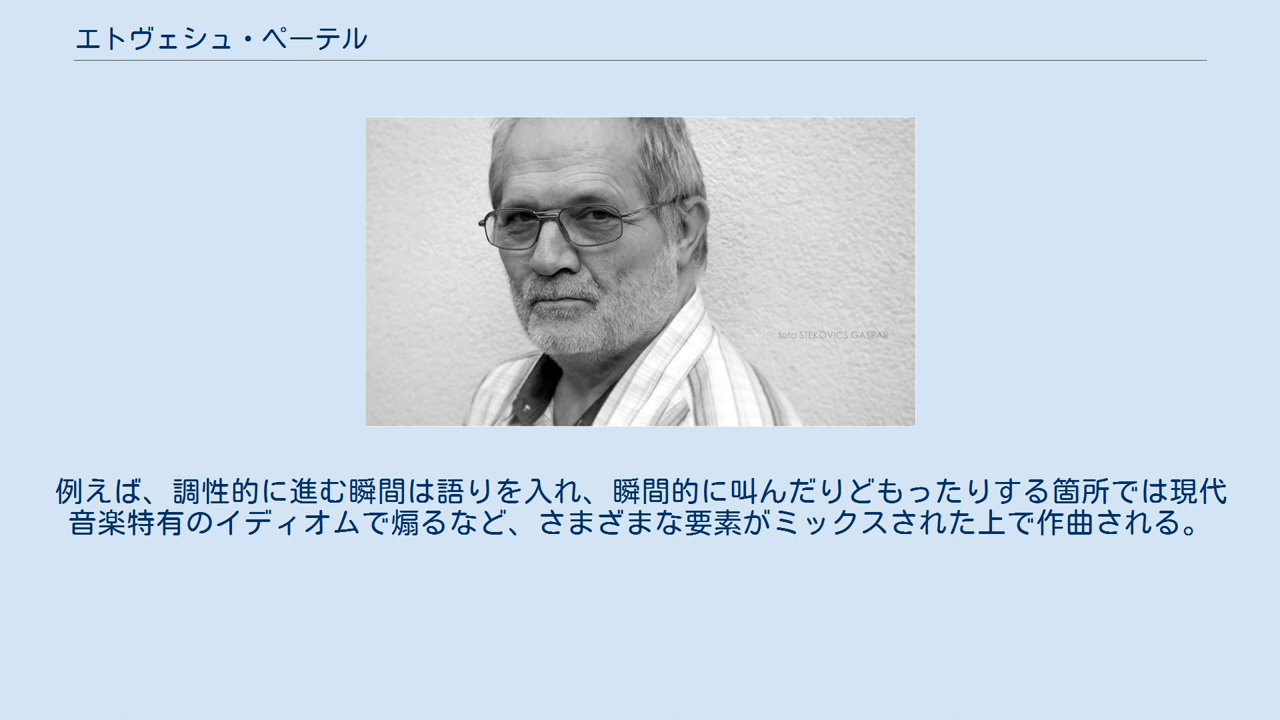 エトヴェシュ・ペーテル
foto STEKOVICS GASPAR
例えば、調性的に進む瞬間は語りを入れ、瞬間的に叫んだりどもったりする箇所では現代
音楽特有のイディオムで煽るなど、さまざまな要素がミックスされた上で作曲される。